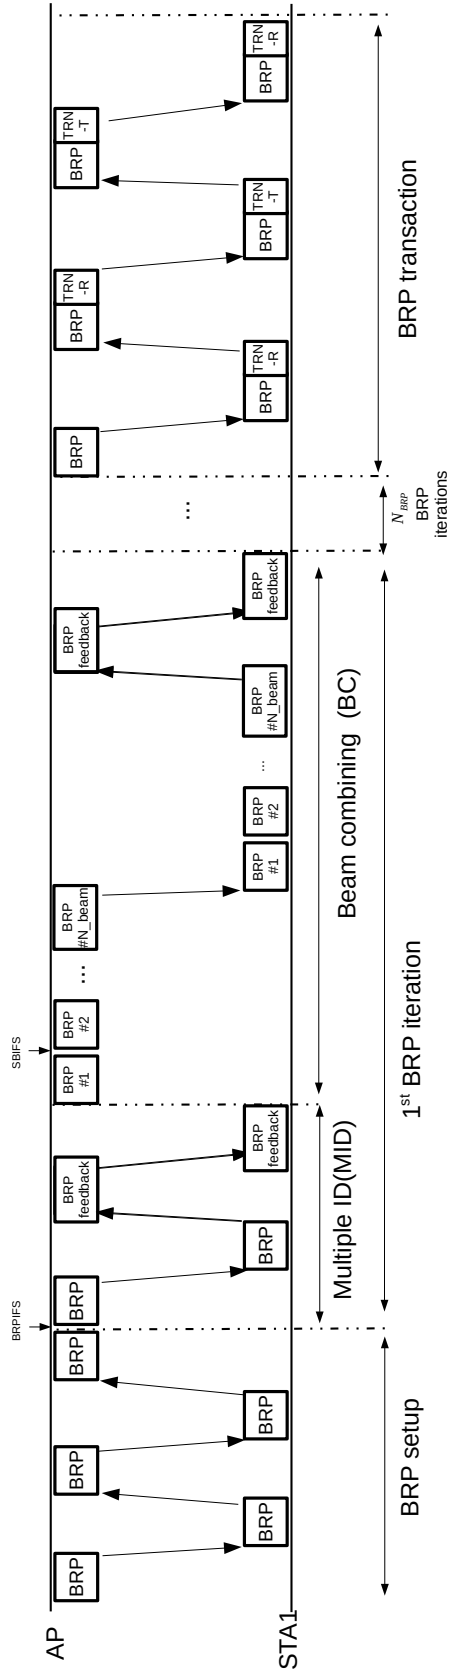 AP
STA1
BRP
BRP
BRP
BRP
BRP
BRP setup
BRPIFS
BRP
BRP
BRP
feedback
BRP
feedback
Multiple ID(MID)
BRP
#1
SBIFS
BRP
#2
...
BRP
#N_beam
BRP
#1
BRP
#2
...
BRP
#N_beam
BRP
feedback
BRP
feedback
Beam combining (BC)
1st BRP iteration
...
N BRP
BRP
iterations
BRP
BRP
TRN
-R
BRP
TRN
-R
BRP
TRN
-T
BRP
TRN
-T
BRP
TRN
-R
BRP transaction